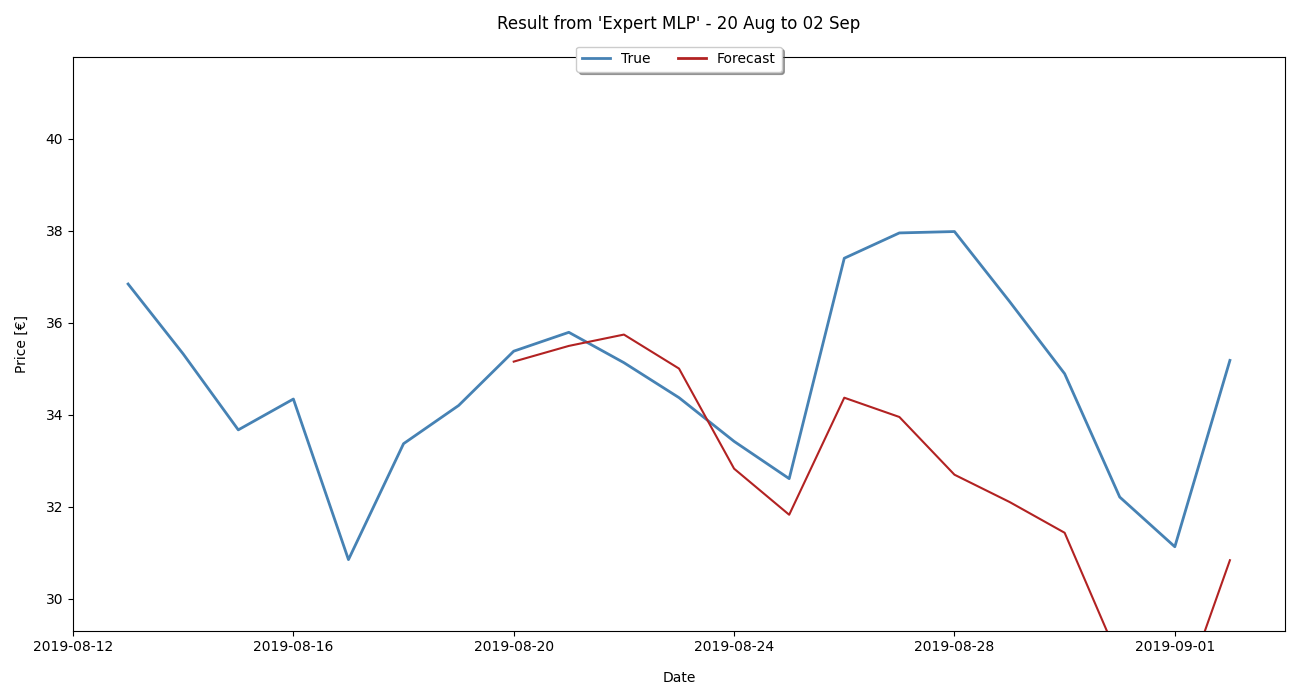 Result from 'Expert MLP' - 20 Aug to 02 Sep
True Forecast
40
38
36
34
32
30
Price [€]
2019-08-12 2019-08-16 2019-08-20 2019-08-24 2019-08-28 2019-09-01
Date